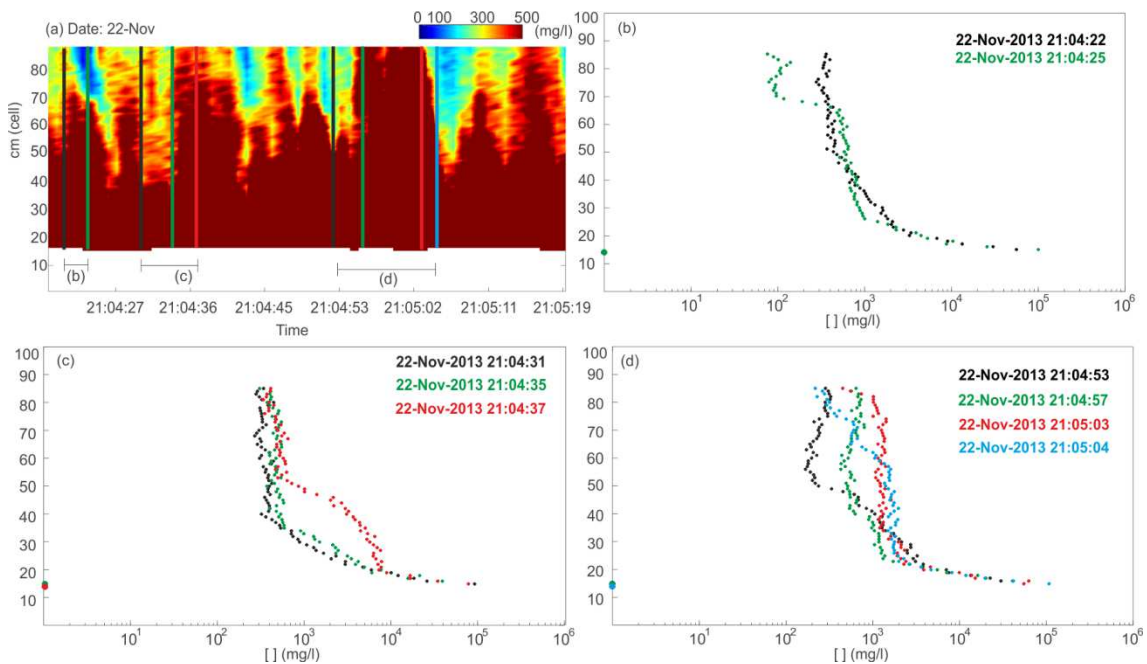 (a) Date: 22-Nov
0 100 300 500
(mg/l)
80
70
60
50
40
30
20
10
cm (cell)
(b)
(c)
(d)
21:04:27 21:04:36 21:04:45 21:04:53 21:05:02 21:05:11 21:05:19
Time
(b)
22-Nov-2013 21:04:22
22-Nov-2013 21:04:25
100
90
80
70
60
50
40
30
20
10
10¹ 10² 10³ 10⁴ 10⁵ 10⁶
[ ] (mg/l)
(c)
22-Nov-2013 21:04:31
22-Nov-2013 21:04:35
22-Nov-2013 21:04:37
100
90
80
70
60
50
40
30
20
10
10¹ 10² 10³ 10⁴ 10⁵ 10⁶
[ ] (mg/l)
(d)
22-Nov-2013 21:04:53
22-Nov-2013 21:04:57
22-Nov-2013 21:05:03
22-Nov-2013 21:05:04
100
90
80
70
60
50
40
30
20
10
10¹ 10² 10³ 10⁴ 10⁵ 10⁶
[ ] (mg/l)